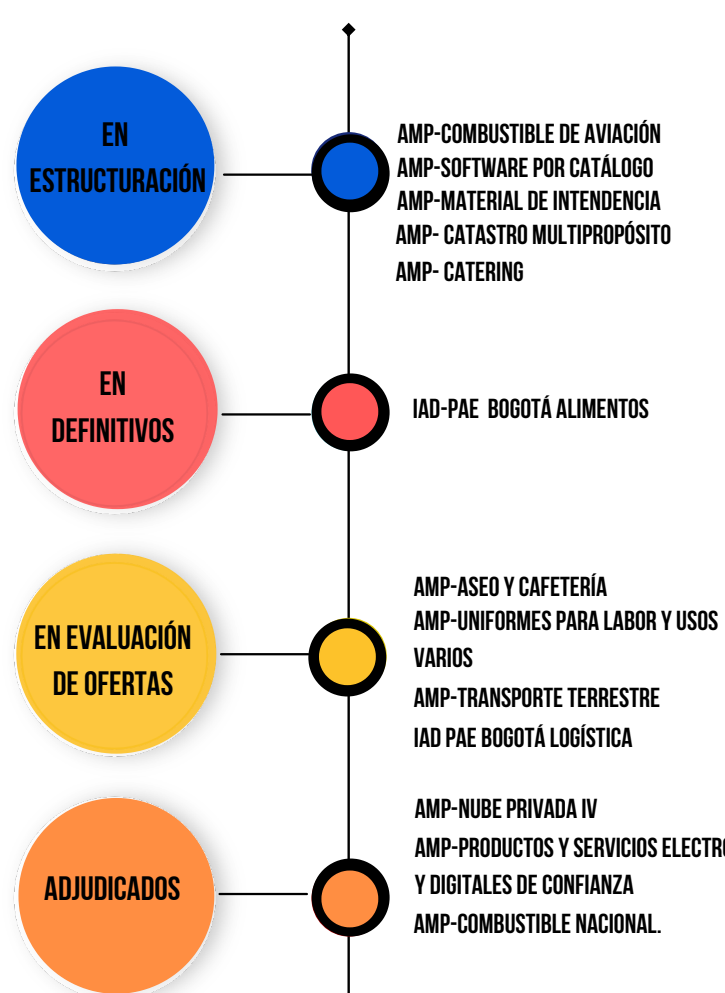 EN
ESTRUCTURACIÓN
AMP-COMBUSTIBLE DE AVIACIÓN
AMP-SOFTWARE POR CATÁLOGO
AMP-MATERIAL DE INTENDENCIA
AMP- CATASTRO MULTIPROPÓSITO
AMP- CATERING
EN
DEFINITIVOS
IAD-PAE BOGOTÁ ALIMENTOS
EN EVALUACIÓN
DE OFERTAS
AMP-ASEO Y CAFETERÍA
AMP-UNIFORMES PARA LABOR Y USOS
VARIOS
AMP-TRANSPORTE TERRESTRE
IAD PAE BOGOTÁ LOGÍSTICA
ADJUDICADOS
AMP-NUBE PRIVADA IV
AMP-PRODUCTOS Y SERVICIOS
Y DIGITALES DE CONFIANZA
AMP-COMBUSTIBLE NACIONAL.